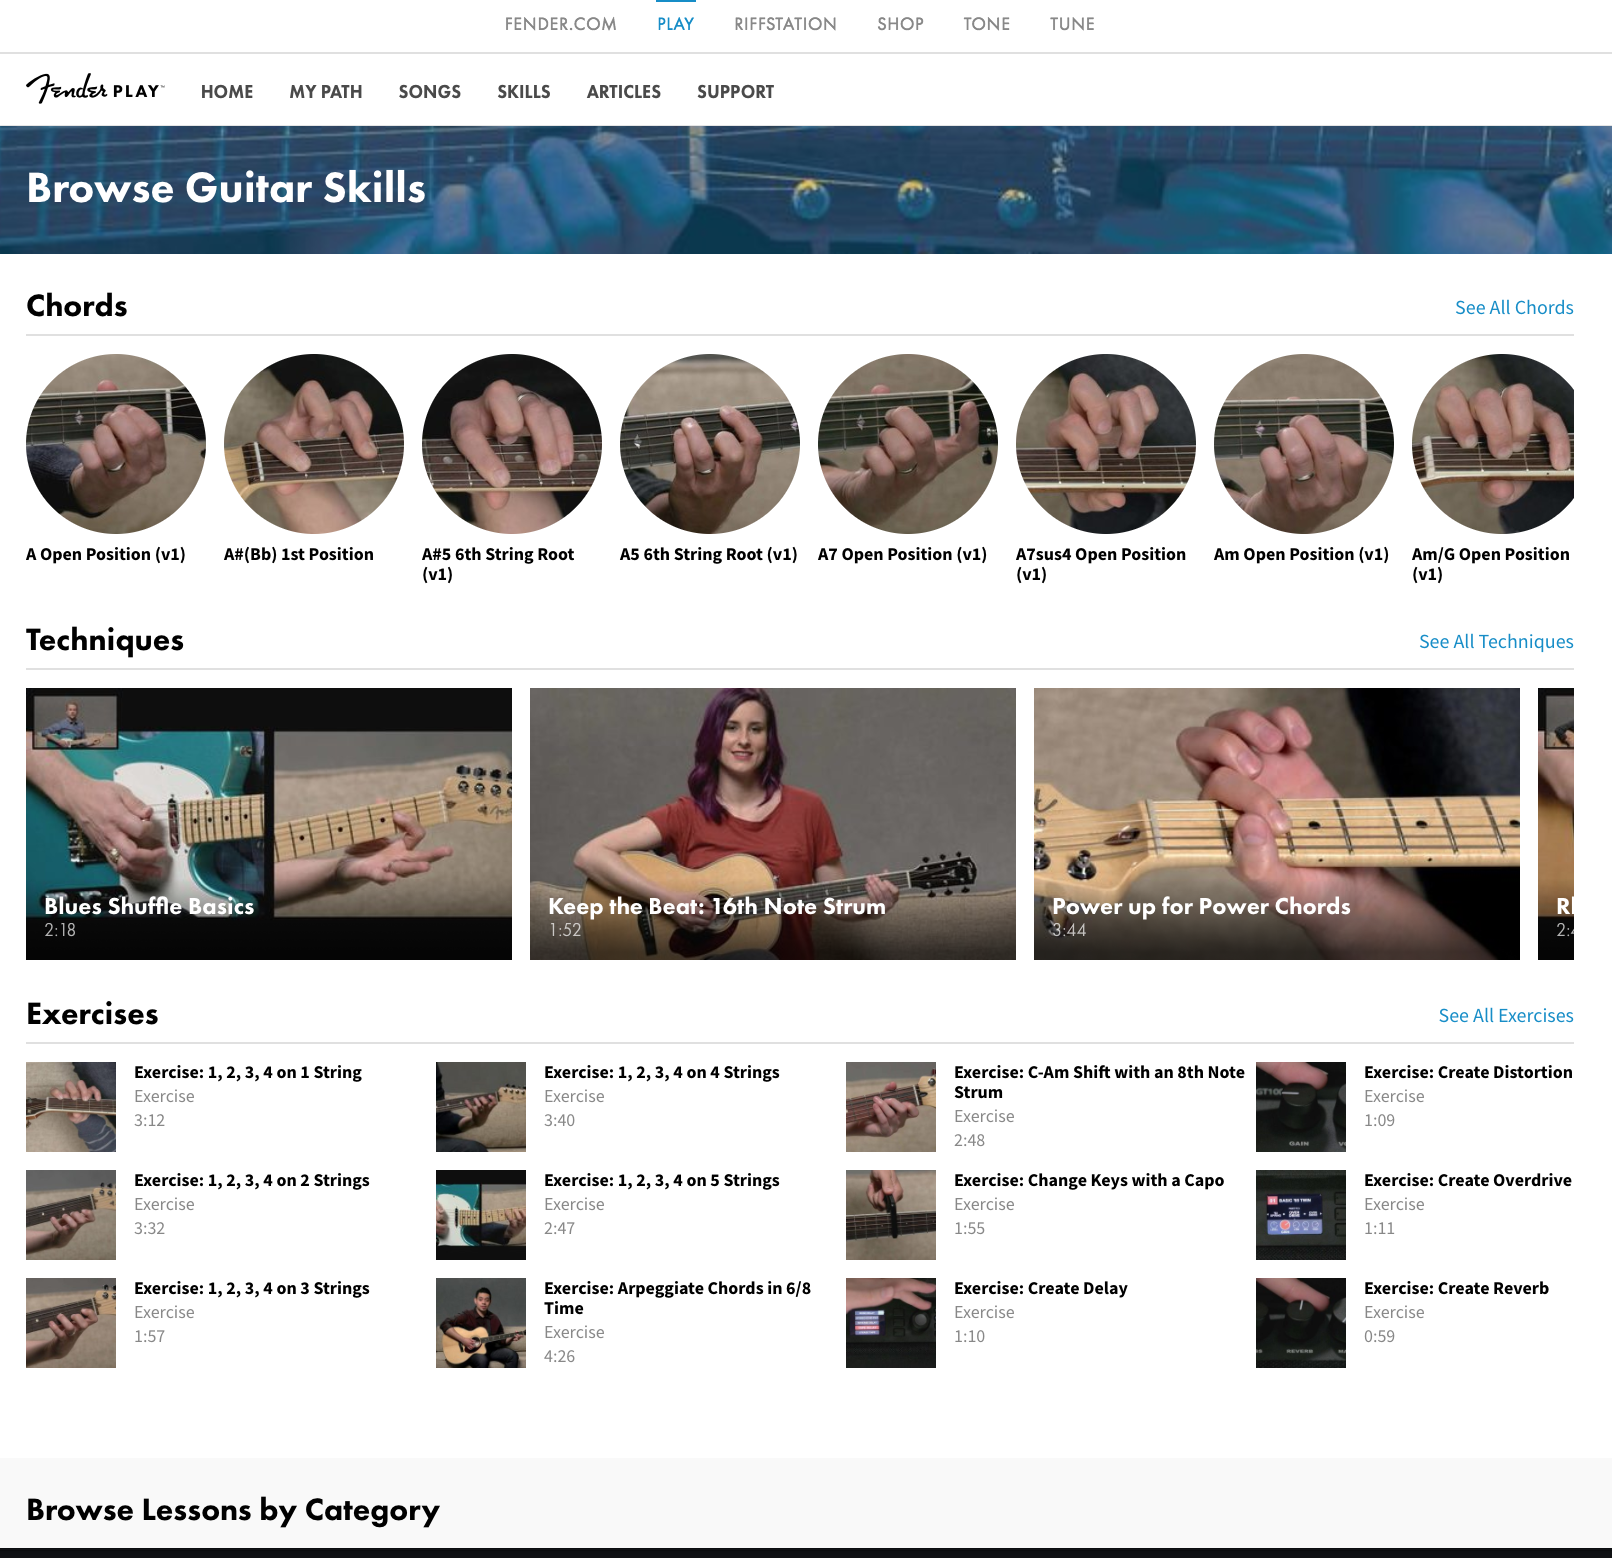 FENDER.COM PLAY RIFFSTATION SHOP TONE TUNE
Fender PLAY HOME MY PATH SONGS SKILLS ARTICLES SUPPORT
Browse Guitar Skills
Chords See All Chords
A Open Position (v1)
A#(Bb) 1st Position
A#5 6th String Root
(v1)
A5 6th String Root (v1)
A7 Open Position (v1)
A7sus4 Open Position
(v1)
Am Open Position (v1)
Am/G Open Position
(v1)
Techniques See All Techniques
Blues Shuffle Basics
2:18
Keep the Beat: 16th Note Strum
1:52
Power up for Power Chords
3:44
Exercises See All Exercises
Exercise: 1, 2, 3, 4 on 1 String
Exercise
3:12
Exercise: 1, 2, 3, 4 on 2 Strings
Exercise
3:32
Exercise: 1, 2, 3, 4 on 3 Strings
Exercise
1:57
Exercise: 1, 2, 3, 4 on 4 Strings
Exercise
3:40
Exercise: 1, 2, 3, 4 on 5 Strings
Exercise
2:47
Exercise: Arpeggiate Chords in 6/8
Time
Exercise
4:26
Exercise: C-Am Shift with an 8th Note
Strum
Exercise
2:48
Exercise: Change Keys with a Capo
Exercise
1:55
Exercise: Create Delay
Exercise
1:10
GAIN
Exercise: Create Distortion
Exercise
1:09
Exercise: Create Overdrive
Exercise
1:11
REVERB
Exercise: Create Reverb
Exercise
0:59
Browse Lessons by Category